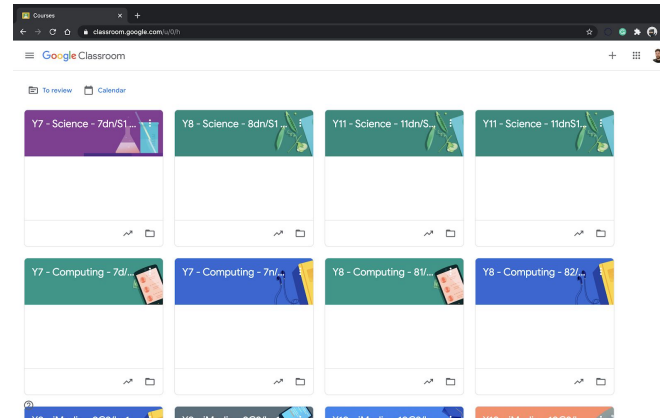 Courses
classroom.google.com/u/0/h
Google Classroom
To review Calendar
Y7 - Science - 7dn/S1 ...
Y8 - Science - 8dn/S1 ...
Y11 - Science - 11dn/S...
Y11 - Science - 11dnS1...
Y7 - Computing - 7d/...
Y7 - Computing - 7n/...
Y8 - Computing - 81/...
Y8 - Computing - 82/...